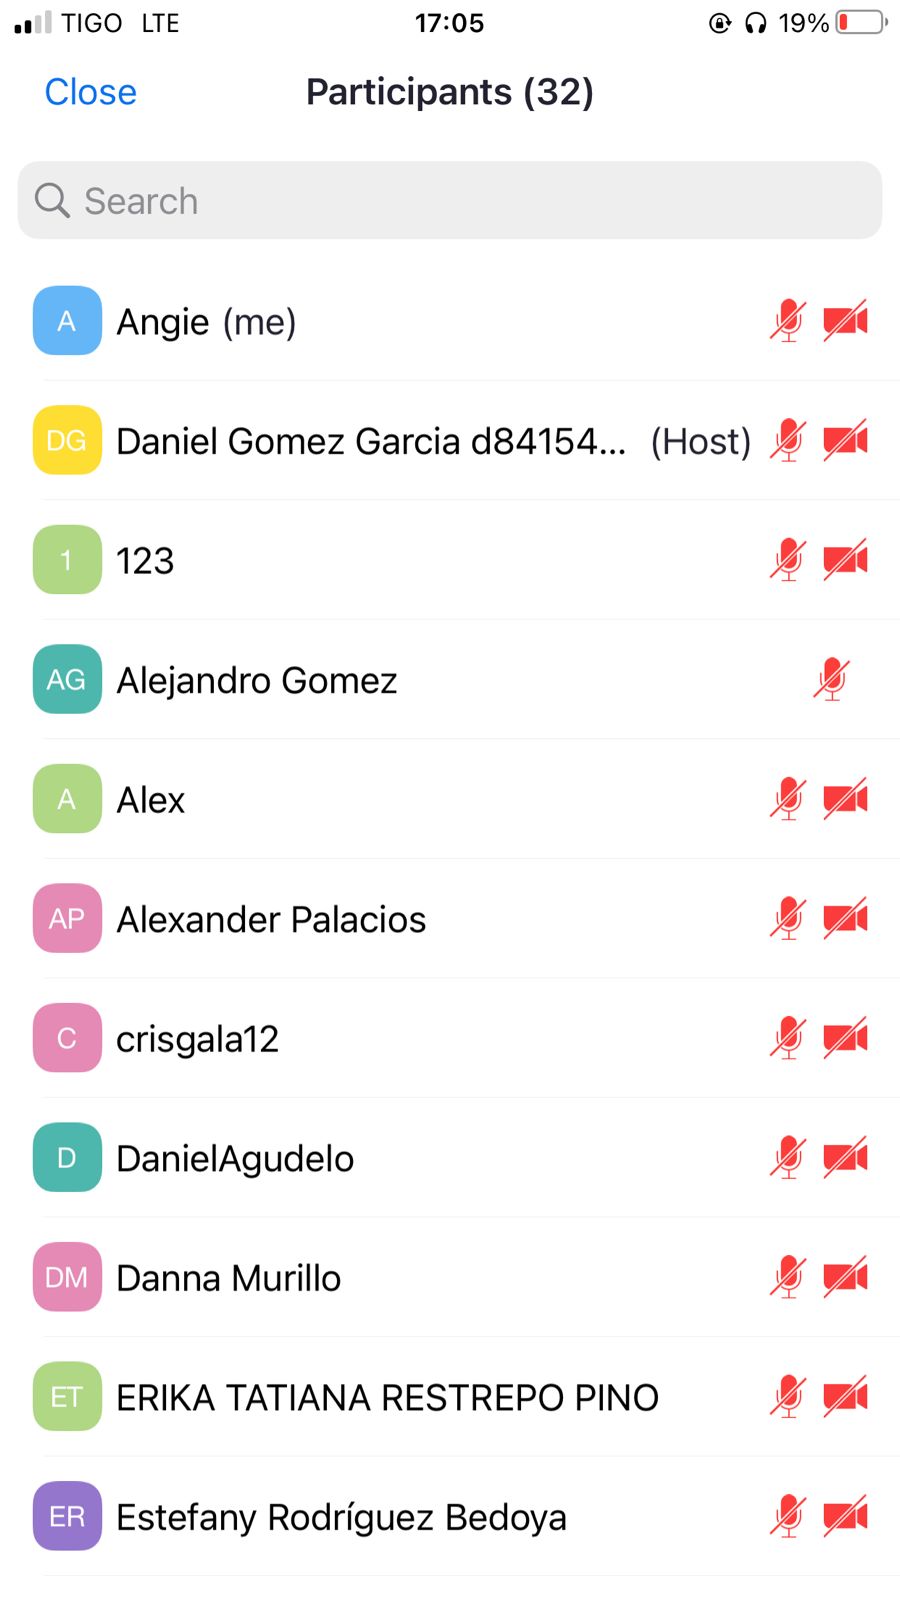 TIGO LTE 17:05 19%
Close Participants (32)
Search
A Angie (me)
DG Daniel Gomez Garcia d84154... (Host)
1 123
AG Alejandro Gomez
A Alex
AP Alexander Palacios
C crisgala12
D DanielAgudelo
DM Danna Murillo
ET ERIKA TATIANA RESTREPO PINO
ER Estefany Rodríguez Bedoya